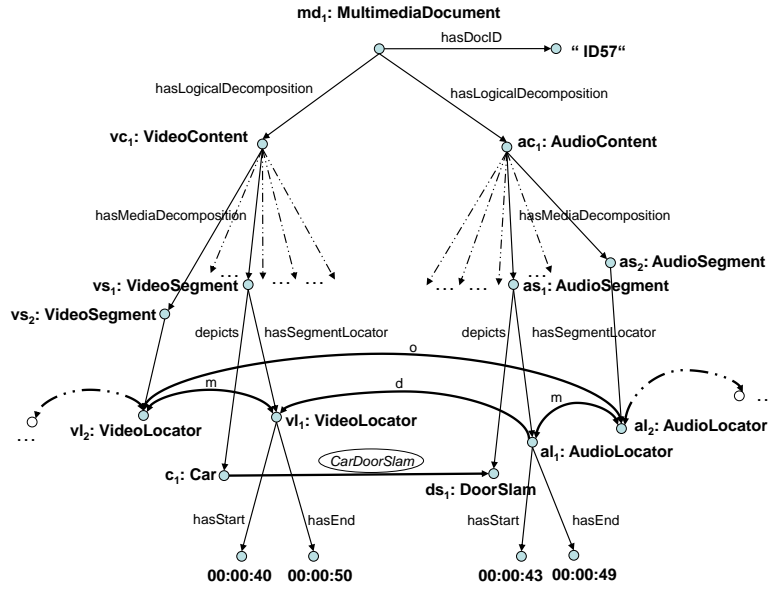 md₁: MultimediaDocument
hasDocID
“ ID57“
hasLogicalDecomposition
hasLogicalDecomposition
vc₁: VideoContent
ac₁: AudioContent
hasMediaDecomposition
hasMediaDecomposition
as₂: AudioSegment
...
vs₁: VideoSegment
...
...
...
...
as₁: AudioSegment
...
vs₂: VideoSegment
depicts
hasSegmentLocator
depicts
hasSegmentLocator
o
m
d
m
...
...
vl₂: VideoLocator
vl₁: VideoLocator
al₂: AudioLocator
al₁: AudioLocator
CarDoorSlam
c₁: Car
ds₁: DoorSlam
hasStart
hasEnd
hasStart
hasEnd
00:00:40
00:00:50
00:00:43
00:00:49